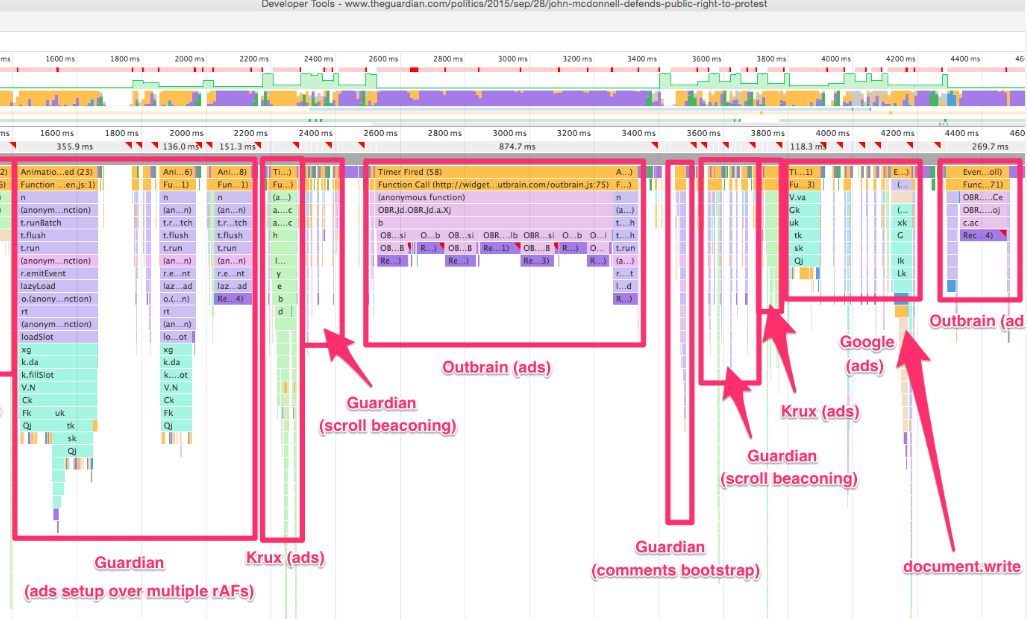 Developer Tools - www.theguardian.com/politics/2015/sep/28/john-mcdonnell-defends-public-right-to-protest
ms 1600 ms 1800 ms 2000 ms 2200 ms 2400 ms 2600 ms 2800 ms 3000 ms 3200 ms 3400 ms 3600 ms 3800 ms 4000 ms 4200 ms 4400 ms
ms 1600 ms 1800 ms 2000 ms 2200 ms 2400 ms 2600 ms 2800 ms 3000 ms 3200 ms 3400 ms 3600 ms 3800 ms 4000 ms 4200 ms 4400 ms
355.9 ms 136.0 ms 151.3 ms 874.7 ms 118.3 ms 269.7 ms
Animatio...ed (23) Ani...6) Ani...8) Ti...) Timer Fired (58) A...) Ti...1) E...) Even...oll)
Function ...en.js:1) Fu...1) Fun...1) Fu...) Function Call (http://widget...utbrain.com/outbrain.js:75) F...) Fu...3) (... Func...71)
n n n (a...) (anonymous function) n V.va OBR....Ce
(anonym...nction) (an...n) (an...n) a....c OBR.Jd.OBR.Jd.a.Xj (a...) Gk (... OBR....oj
t.runBatch t.r...tch t.r...tch a....c b t....h uk xk c.ac
t.flush t.flush t.flush h OB...si O...b OB...si OBR...lb OBR...si O...b O...i t....h tk G Rec...4)
t.run t.run t.run OB...B R...) OB...B Re...1) OB...B R...) O... t.run sk
(anonym...nction) (an...n) (an...n) l... Re...) Re...) Re...3) R...) (a...) Qj lk
r.emitEvent r.e...nt r.e...nt y r...t Lk
lazyLoad laz...ad laz...ad e l...d
o.(anony...nction) o.(...n) Re...4) b R...)
rt rt d
(anonym...nction) (an...n)
loadSlot lo...ot
xg xg
k.da k.da
k.fillSlot k....ot
V.N V.N
Ck Ck
Fk uk Fk
Qj tk Qj
sk
Qj
Outbrain (ad
Google
(ads)
Outbrain (ads)
Guardian
(scroll beaconing)
Krux (ads)
Guardian
(scroll beaconing)
Guardian
(comments bootstrap)
Krux (ads)
Guardian
(ads setup over multiple rAFs)
document.write